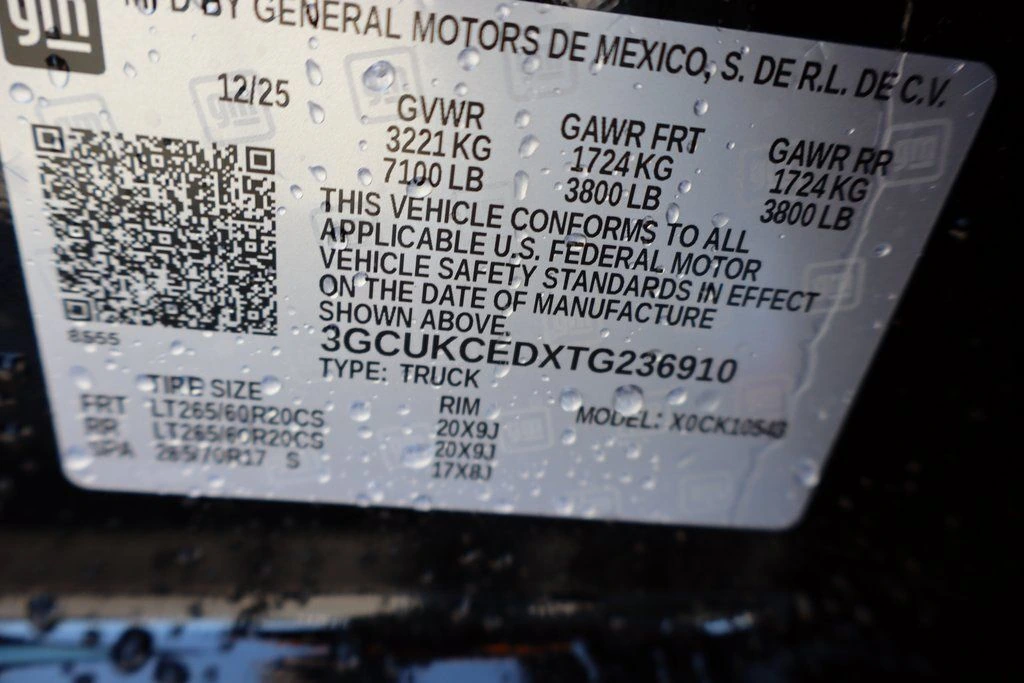 gm
MFD BY GENERAL MOTORS DE MEXICO, S. DE R.L. DE C.V.
12/25
GVWR
3221 KG
7100 LB
GAWR FRT
1724 KG
3800 LB
GAWR RR
1724 KG
3800 LB
THIS VEHICLE CONFORMS TO ALL
APPLICABLE U.S. FEDERAL MOTOR
VEHICLE SAFETY STANDARDS IN EFFECT
ON THE DATE OF MANUFACTURE
SHOWN ABOVE.
3GCUKCEDXTG236910
TYPE: TRUCK
TIRE SIZE
RIM
MODEL: X0CK10543
FRT LT265/60R20CS 20X9J
RR LT265/60R20CS 20X9J
SPA 265/70R17 S 17X8J